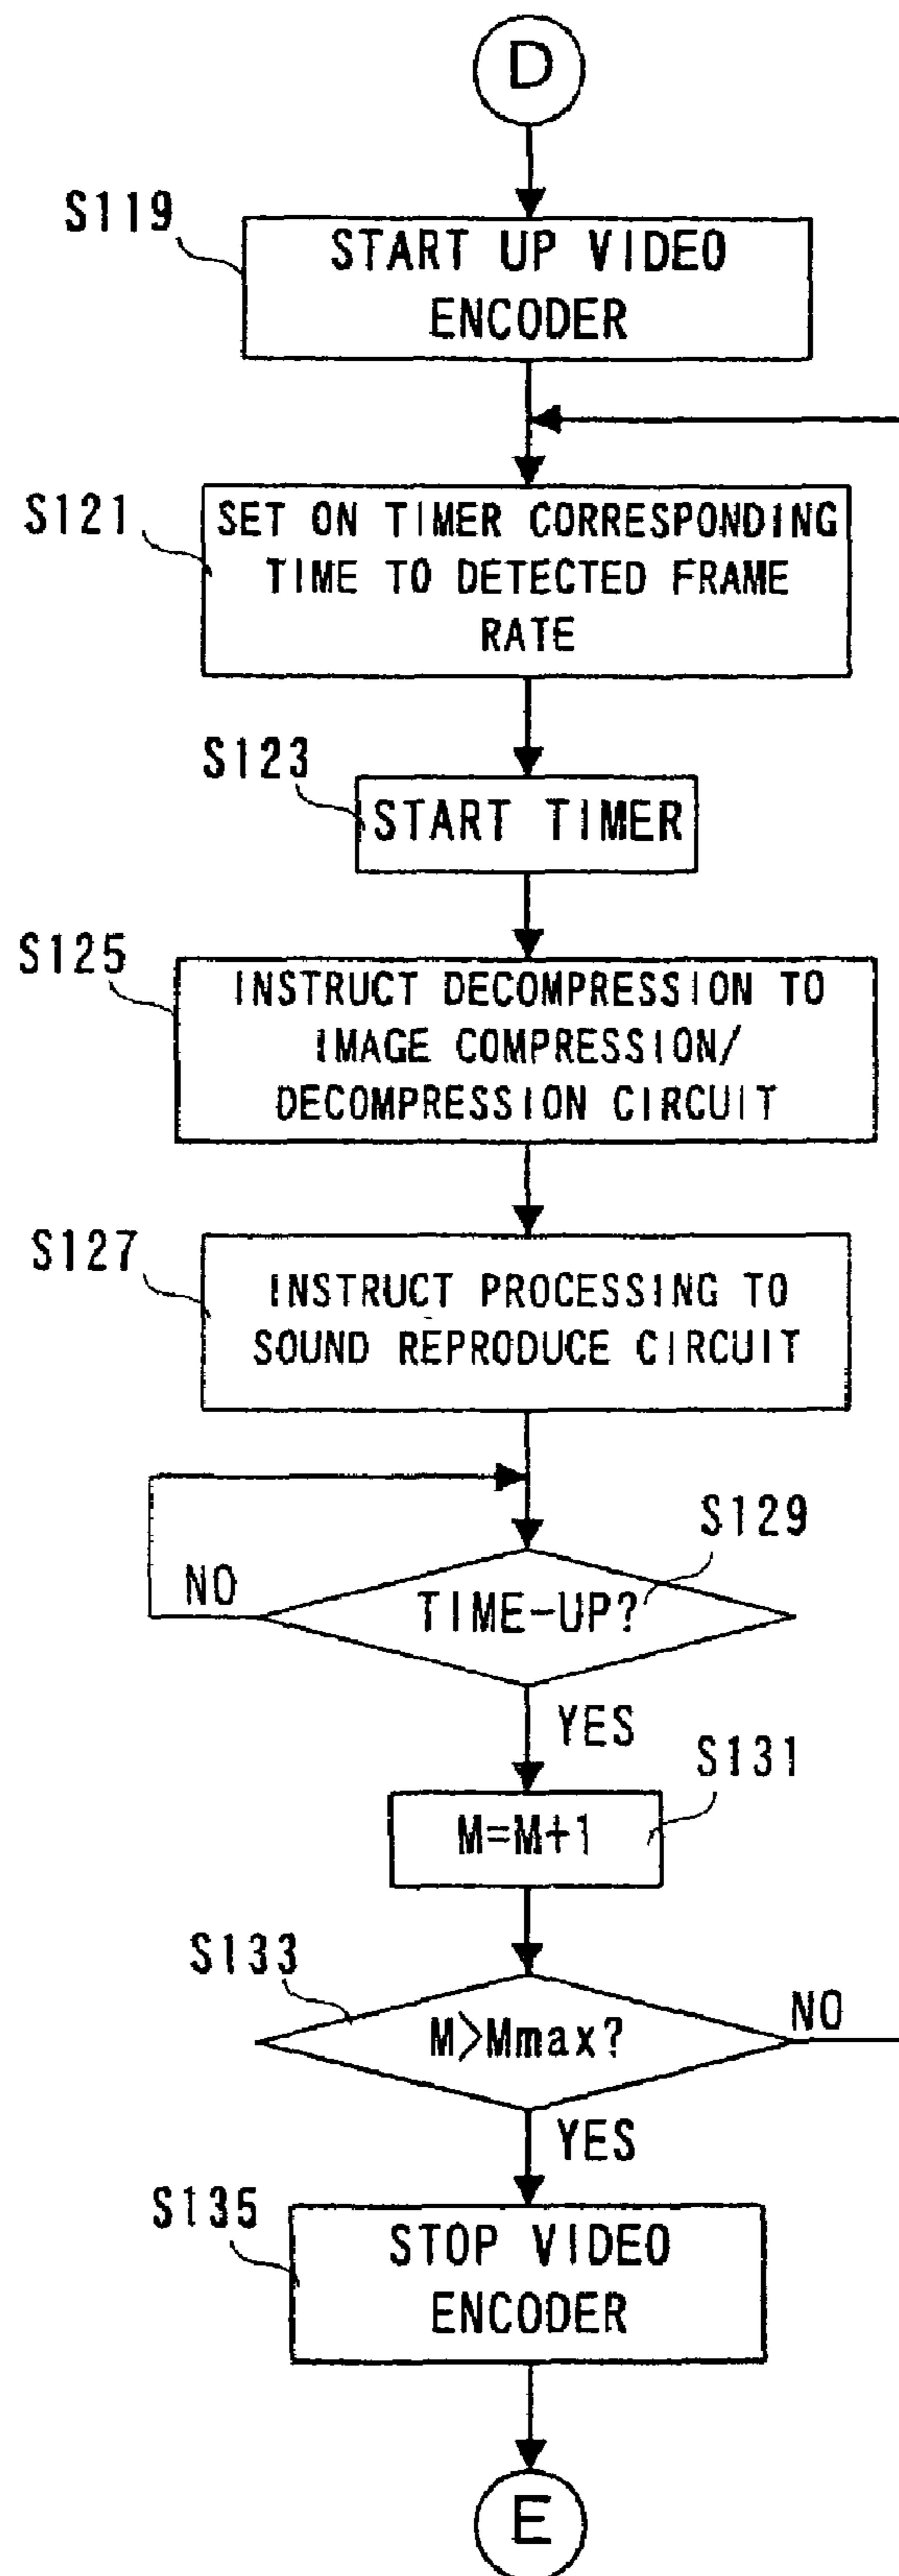 D
S119
START UP VIDEO
ENCODER
S121
SET ON TIMER CORRESPONDING
TIME TO DETECTED FRAME
RATE
S123
START TIMER
S125
INSTRUCT DECOMPRESSION TO
IMAGE COMPRESSION/
DECOMPRESSION CIRCUIT
S127
INSTRUCT PROCESSING TO
SOUND REPRODUCE CIRCUIT
S129
NO
TIME-UP?
YES
S131
M=M+1
S133
M>Mmax?
NO
YES
S135
STOP VIDEO
ENCODER
E